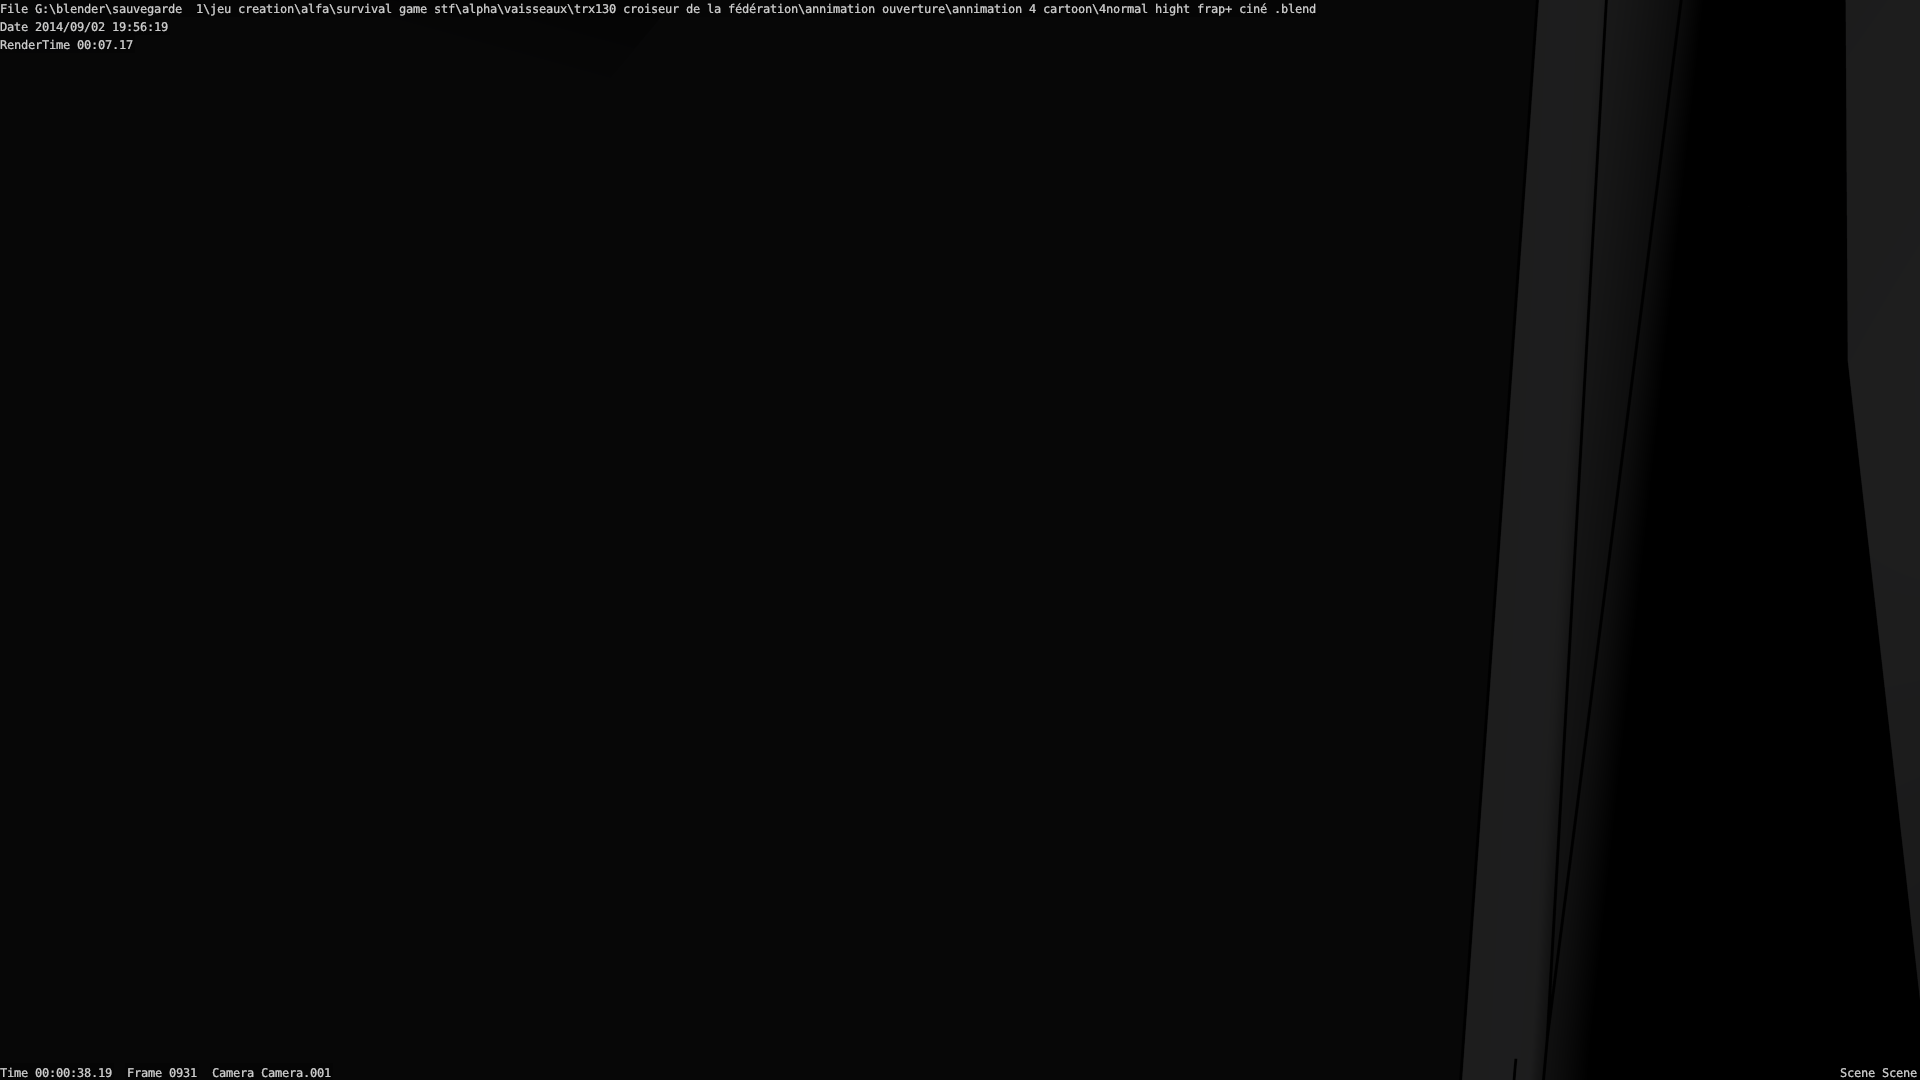 File G:\blender\sauvegarde  1\jeu creation\alfa\survival game stf\alpha\vaisseaux\trx130 croiseur de la fédération\annimation ouverture\annimation 4 cartoon\4normal hight frap+ ciné .blend
Date 2014/09/02 19:56:19
RenderTime 00:07.17
Time 00:00:38.19  Frame 0931  Camera Camera.001
Scene Scene